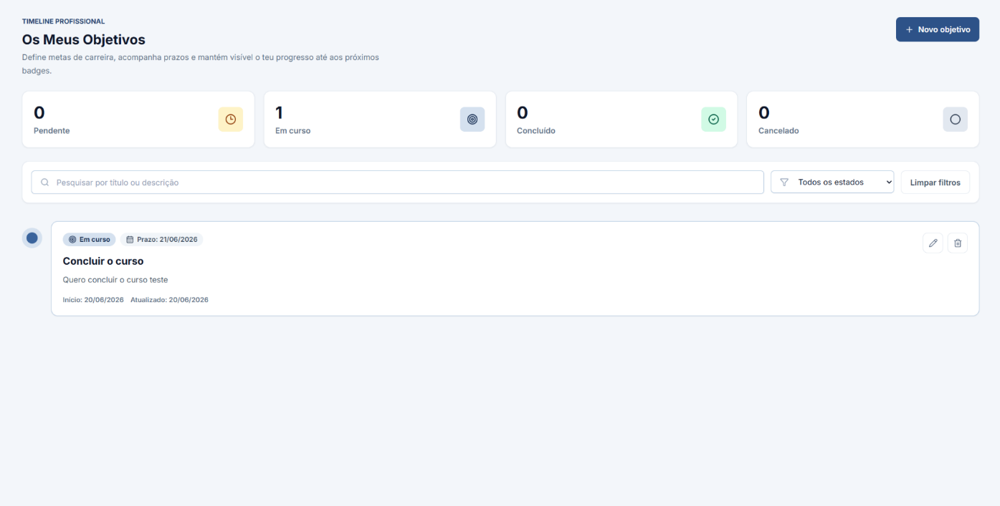 TIMELINE PROFISSIONAL
Os Meus Objetivos
Define metas de carreira, acompanha prazos e mantém visível o teu progresso até aos próximos
badges.
+ Novo objetivo
0
Pendente
1
Em curso
0
Concluído
0
Cancelado
Pesquisar por título ou descrição
Todos os estados
Limpar filtros
Em curso
Prazo: 21/06/2026
Concluir o curso
Quero concluir o curso teste
Início: 20/06/2026 Atualizado: 20/06/2026